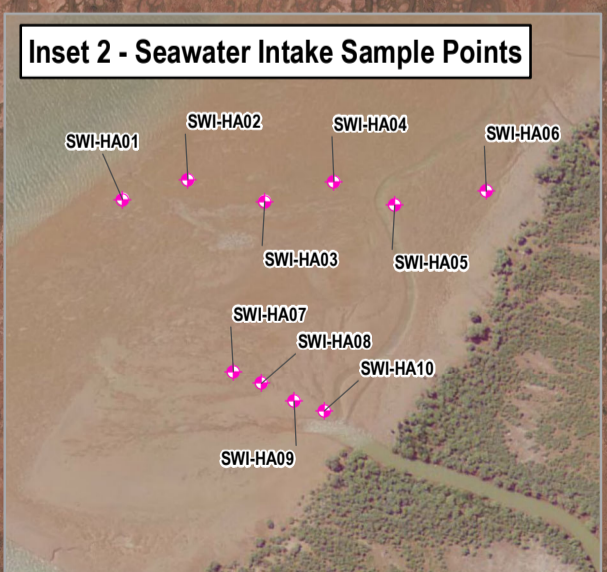 Inset 2 - Seawater Intake Sample Points
SWI-HA01
SWI-HA02
SWI-HA04
SWI-HA06
SWI-HA03
SWI-HA05
SWI-HA07
SWI-HA08
SWI-HA10
SWI-HA09